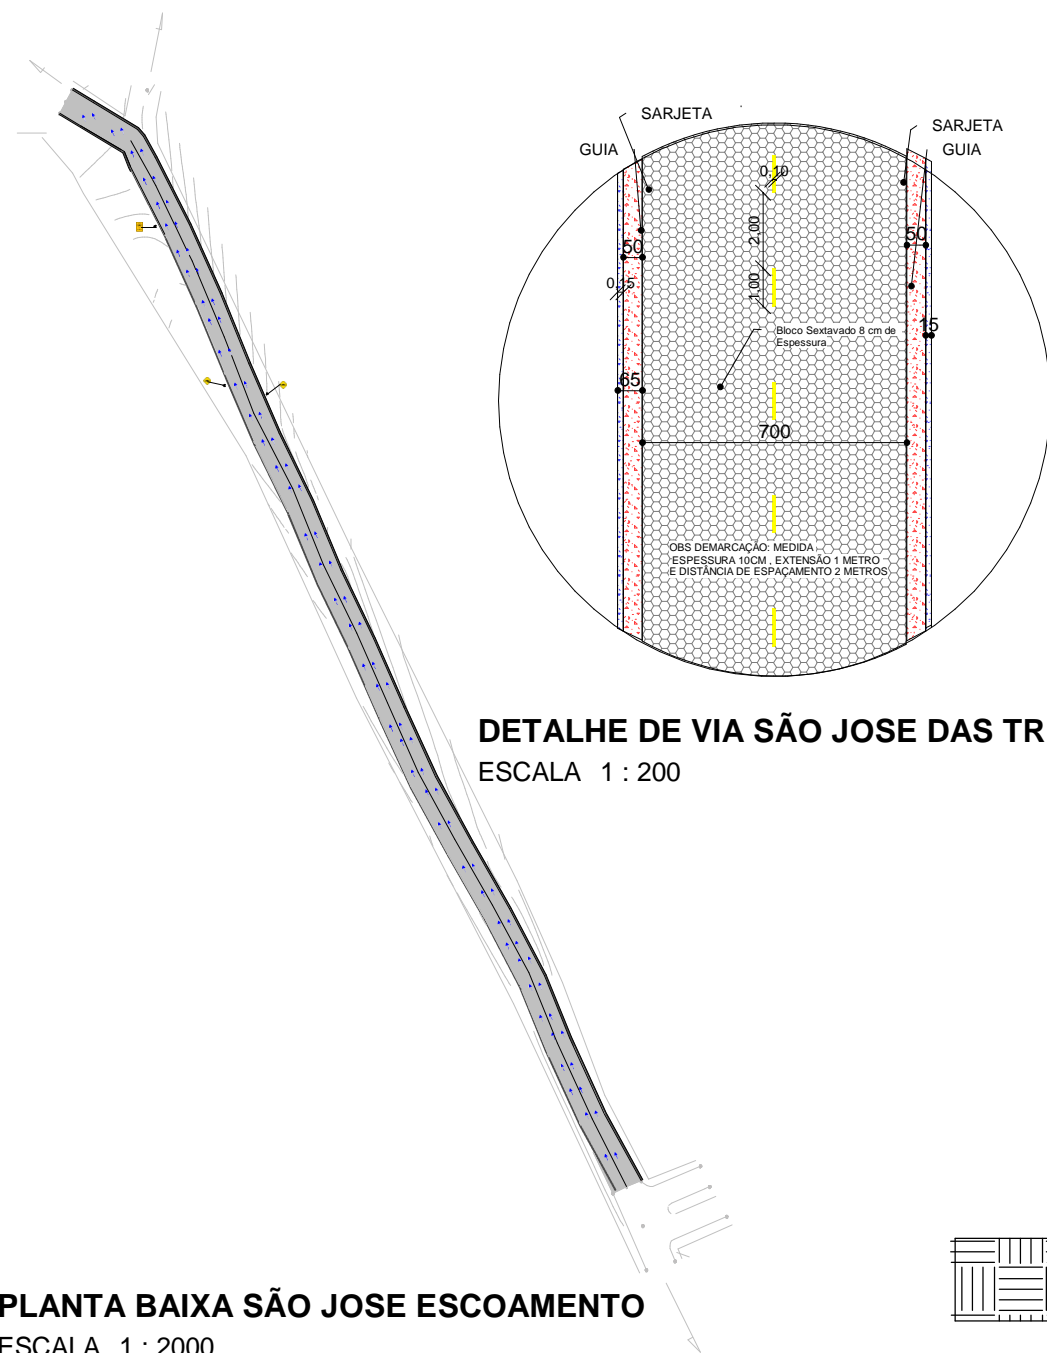 SARJETA
GUIA
SARJETA
GUIA
0,10
2,00
1,00
50
0,15
50
15
Bloco Sextavado 8 cm de
Espessura
65
700
OBS DEMARCAÇÃO: MEDIDA
ESPESSURA 10CM , EXTENSÃO 1 METRO
E DISTÂNCIA DE ESPAÇAMENTO 2 METROS
DETALHE DE VIA SÃO JOSE DAS TR
ESCALA 1 : 200
PLANTA BAIXA SÃO JOSE ESCOAMENTO
ESCALA 1 : 2000